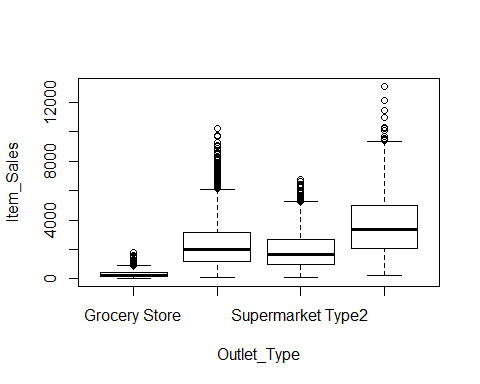 Item_Sales
12000
8000
4000
0
Grocery Store
Supermarket Type2
Outlet_Type